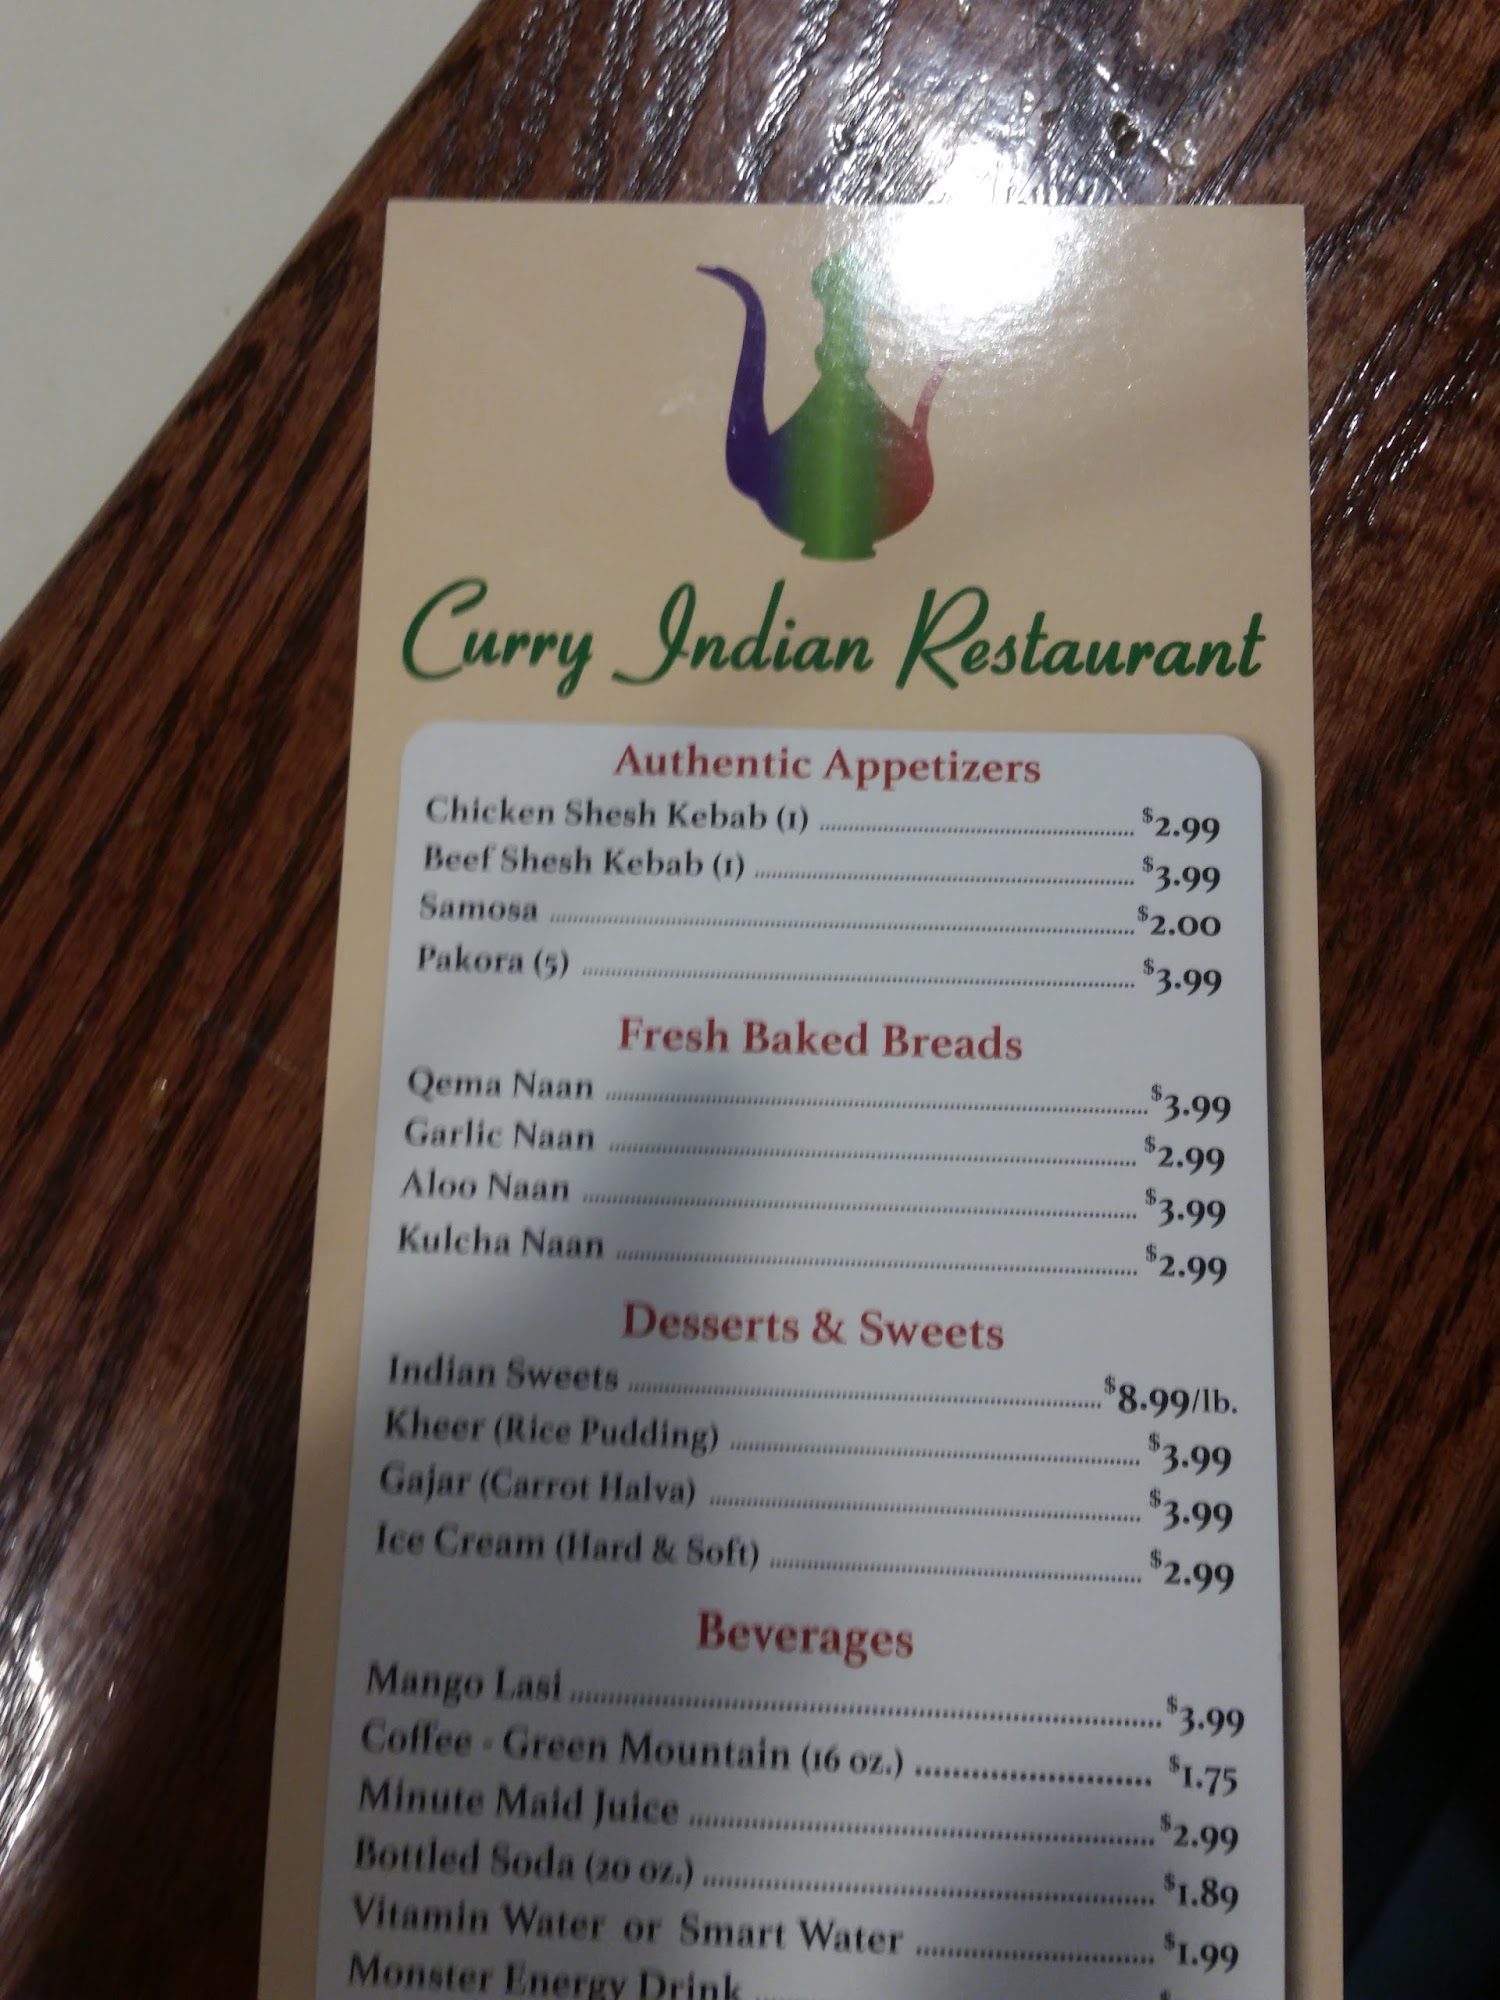 Curry Indian Restaurant
Authentic Appetizers
Chicken Shesh Kebab (1) $2.99
Beef Shesh Kebab (1) $3.99
Samosa $2.00
Pakora (5) $3.99
Fresh Baked Breads
Qema Naan $3.99
Garlic Naan $2.99
Aloo Naan $3.99
Kulcha Naan $2.99
Desserts & Sweets
Indian Sweets $8.99/lb.
Kheer (Rice Pudding) $3.99
Gajar (Carrot Halva) $3.99
Ice Cream (Hard & Soft) $2.99
Beverages
Mango Lasi $3.99
Coffee - Green Mountain (16 oz.) $1.75
Minute Maid Juice $2.99
Bottled Soda (20 oz.) $1.89
Vitamin Water or Smart Water $1.99
Monster Energy Drink